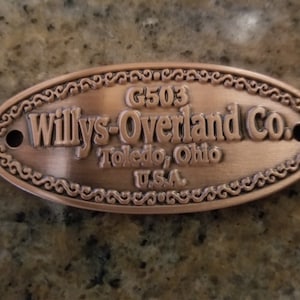 G503
Willys-Overland Co.
Toledo, Ohio
U.S.A.